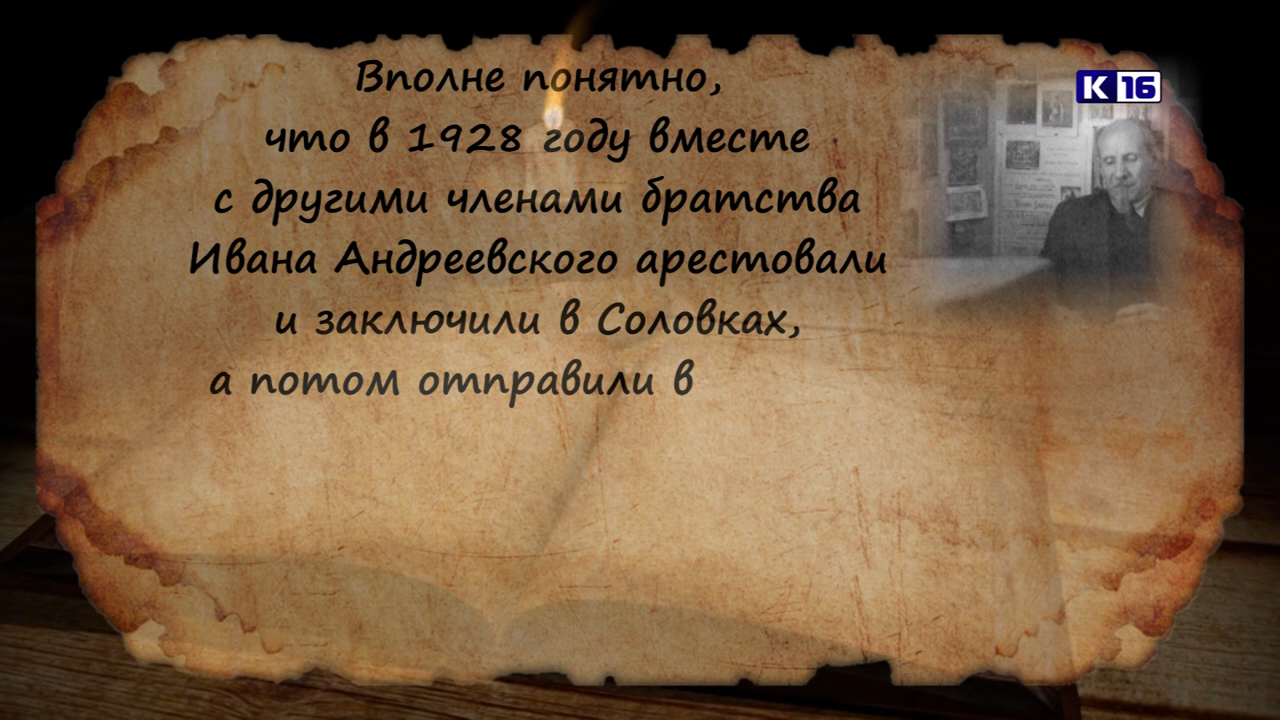 Вполне понятно,
что в 1928 году вместе
с другими членами братства
Ивана Андреевского арестовали
и заключили в Соловках,
а потом отправили в
К 16